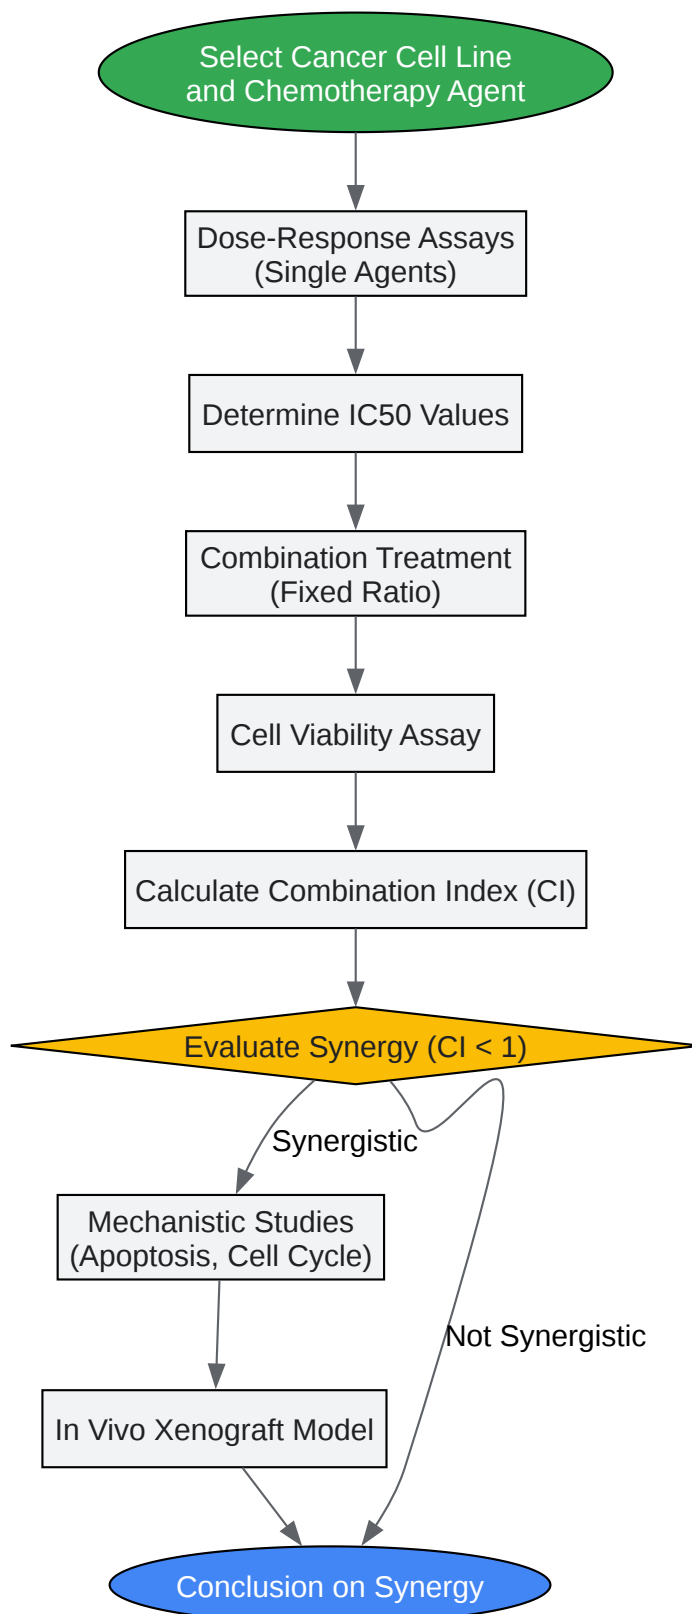 Select Cancer Cell Line
and Chemotherapy Agent
Dose-Response Assays
(Single Agents)
Determine IC50 Values
Combination Treatment
(Fixed Ratio)
Cell Viability Assay
Calculate Combination Index (CI)
Evaluate Synergy (CI < 1)
Synergistic
Mechanistic Studies
(Apoptosis, Cell Cycle)
Not Synergistic
In Vivo Xenograft Model
Conclusion on Synergy